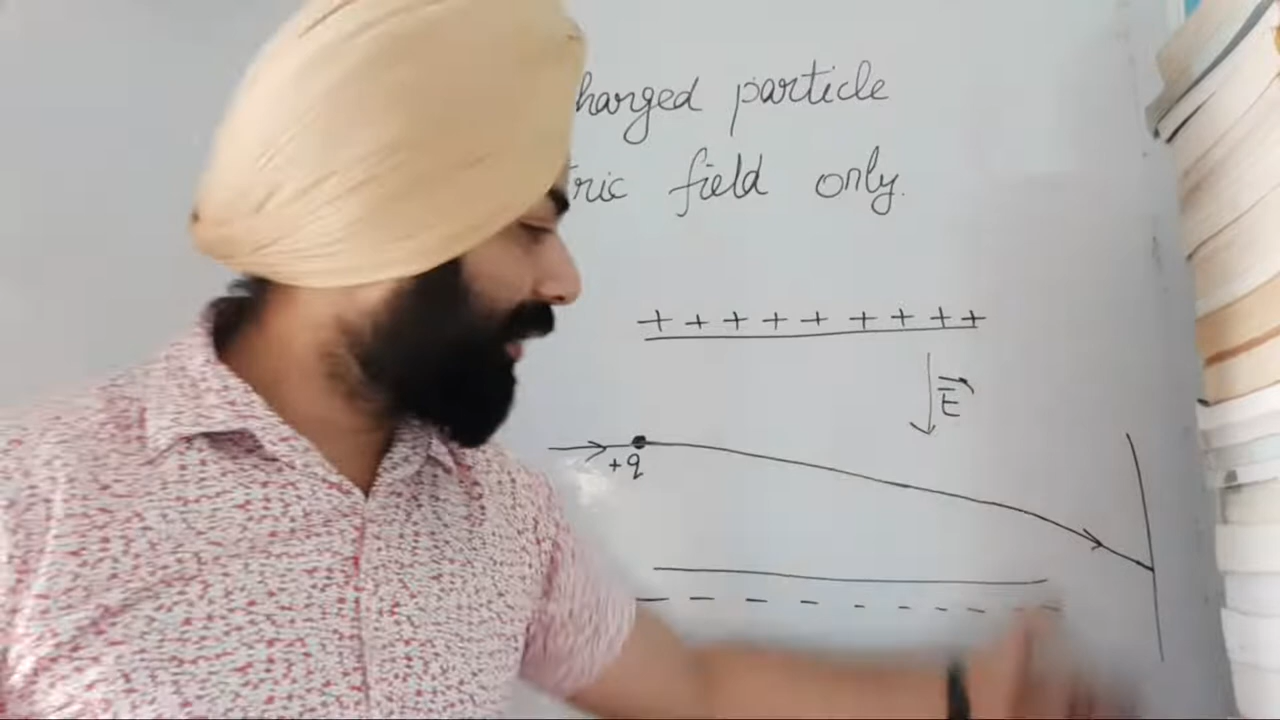 harged particle
ric field only.
+ + + + + + + + +
E
+q
- - - - - - - - -